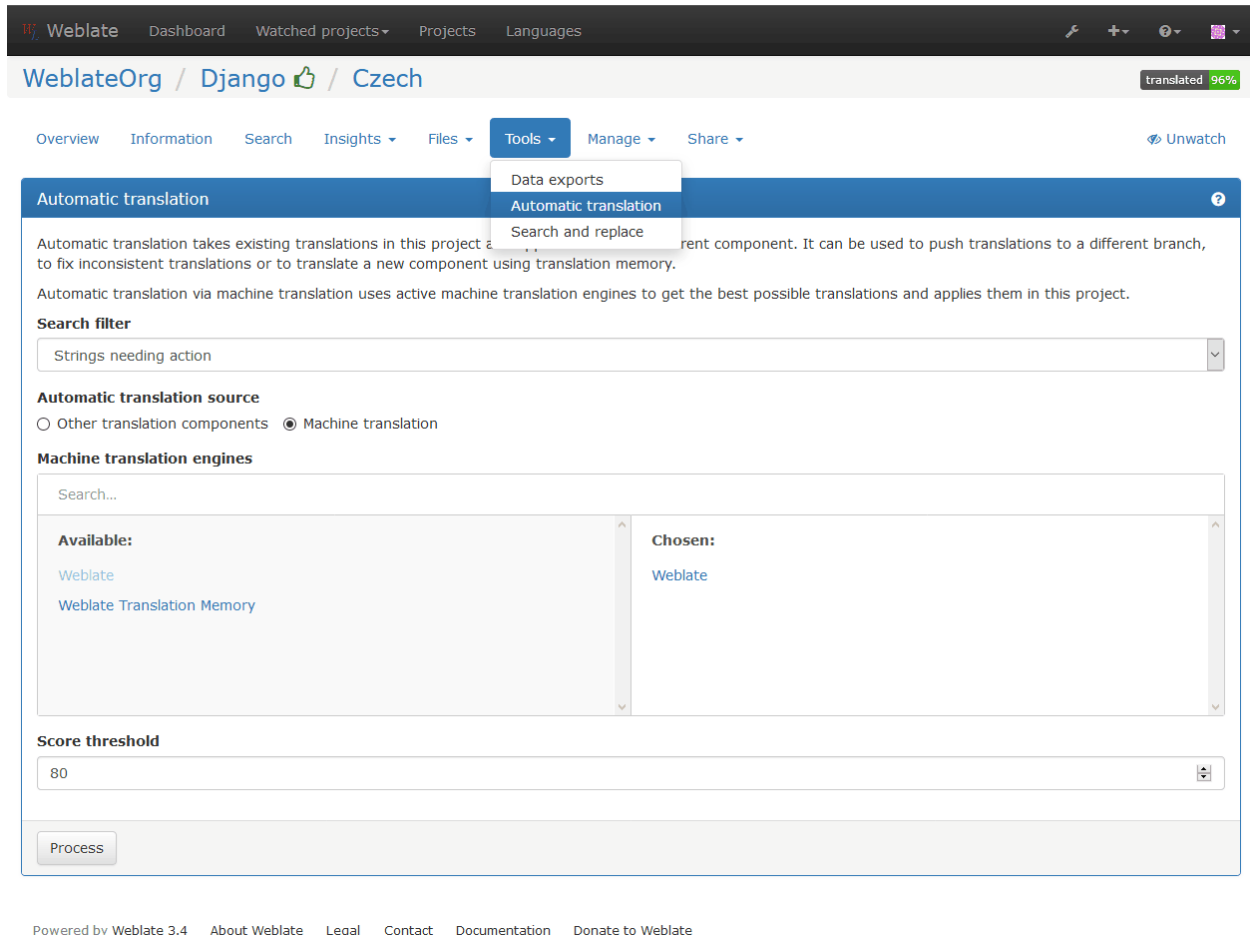 Weblate Dashboard Watched projects Projects Languages
WeblateOrg / Django / Czech translated 96%
Overview Information Search Insights Files Tools Manage Share Unwatch
Data exports
Automatic translation
Search and replace
Automatic translation
Automatic translation takes existing translations in this project rent component. It can be used to push translations to a different branch,
to fix inconsistent translations or to translate a new component using translation memory.
Automatic translation via machine translation uses active machine translation engines to get the best possible translations and applies them in this project.
Search filter
Strings needing action
Automatic translation source
Other translation components Machine translation
Machine translation engines
Search...
Available: Chosen:
Weblate Weblate
Weblate Translation Memory
Score threshold
80
Process
Powered by Weblate 3.4 About Weblate Legal Contact Documentation Donate to Weblate